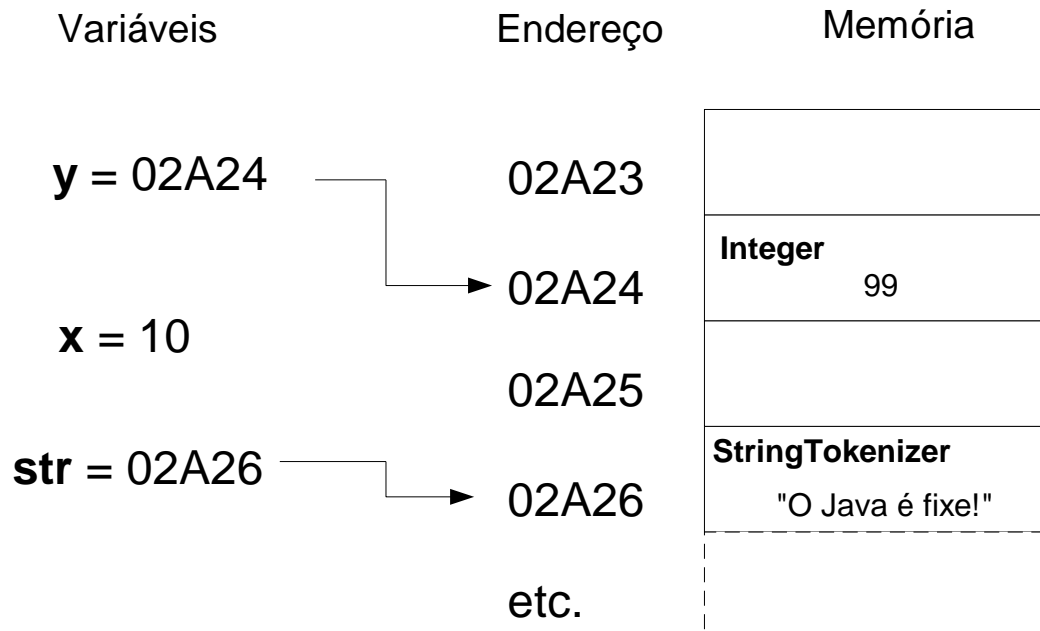 Variáveis Endereço Memória
y = 02A24
02A23
Integer
02A24
99
x = 10
02A25
str = 02A26
StringTokenizer
02A26
"O Java é fixe!"
etc.